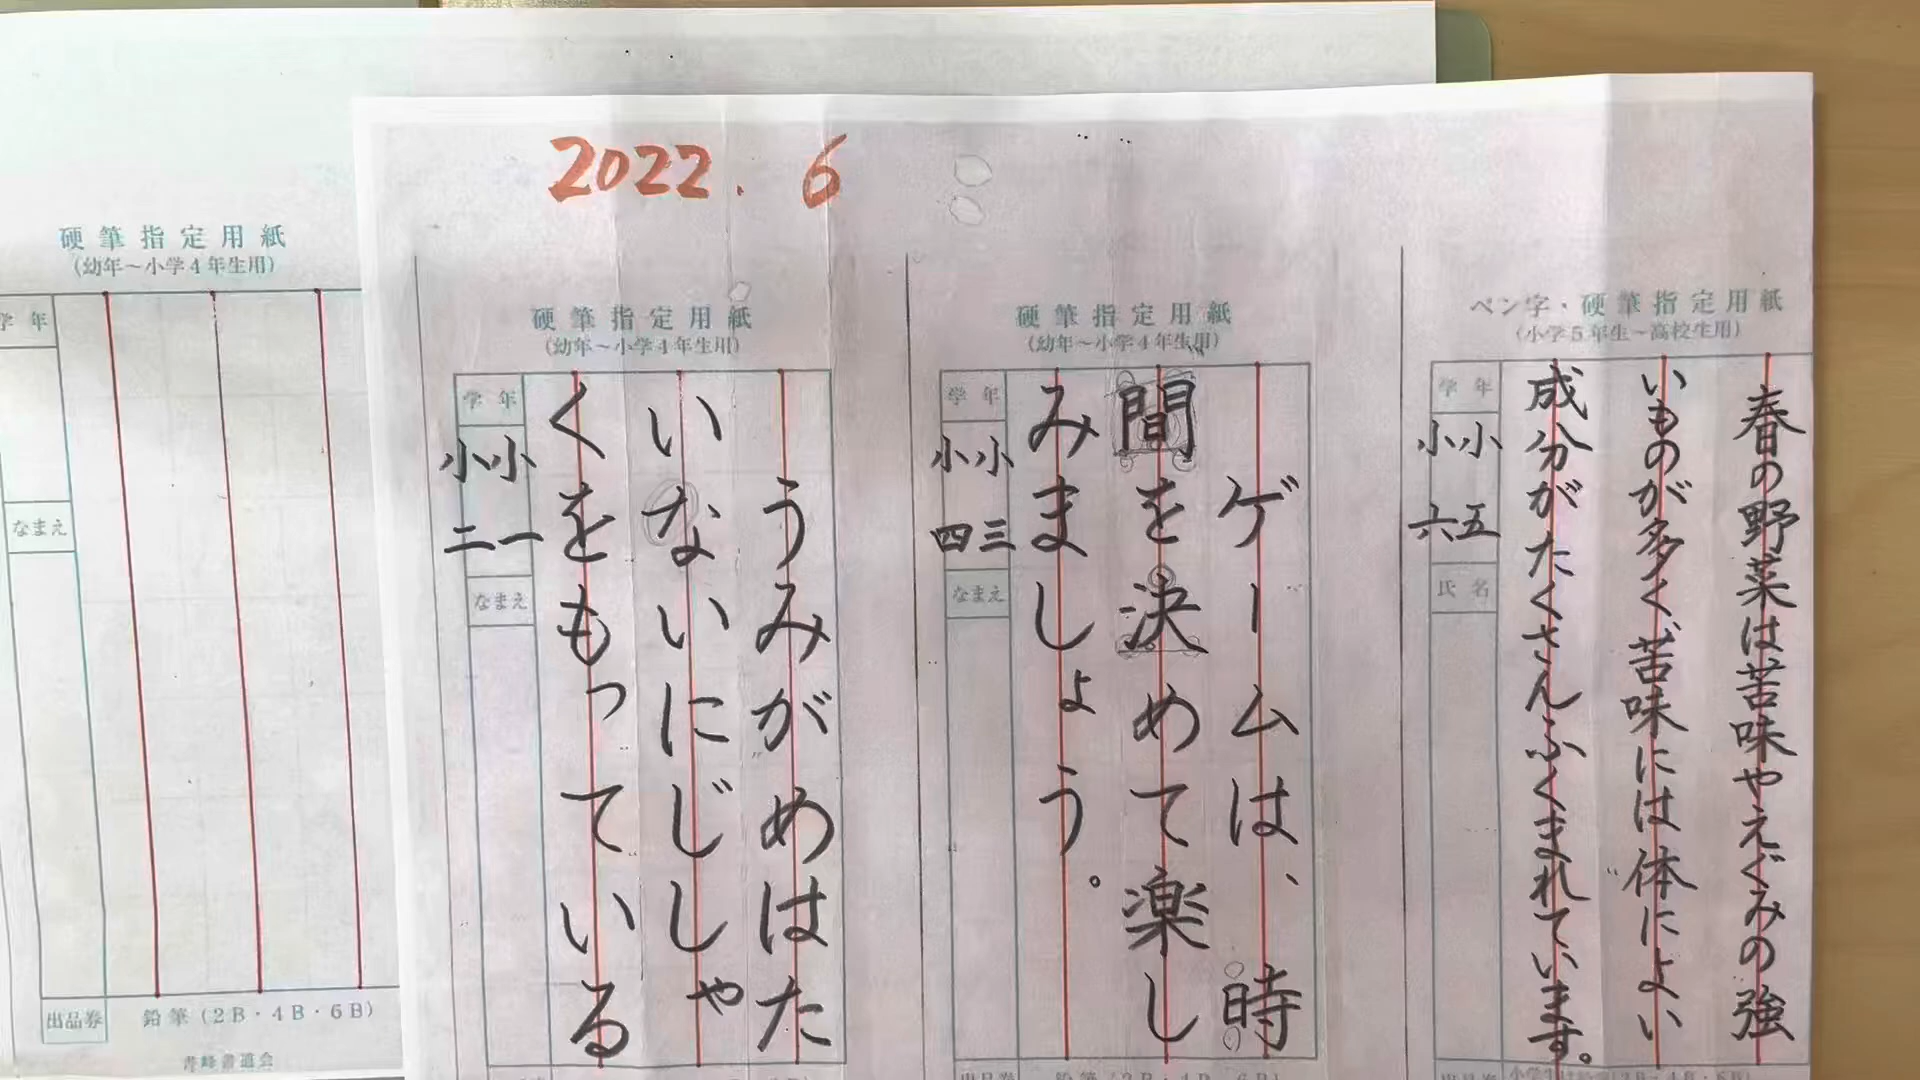 2022.6
ペン字・硬筆指定用紙
(小学5年生~高校生用)
春の野菜は苦味やえぐみの強
いものが多く苦味には体によい
成分がたくさんふくまれています。
学年
小五
小六
氏名
硬筆指定用紙
(幼年~小学4年生用)
ゲームは、時
間を決めて楽し
みましょう。
学年
小三
小四
なまえ
硬筆指定用紙
(幼年~小学4年生用)
うみがめはた
いないにじしゃ
くをもっている
学年
小一
小二
なまえ
硬筆指定用紙
(幼年~小学4年生用)
学年
なまえ
出品券
鉛筆(2B・4B・6B)
書峰書道会